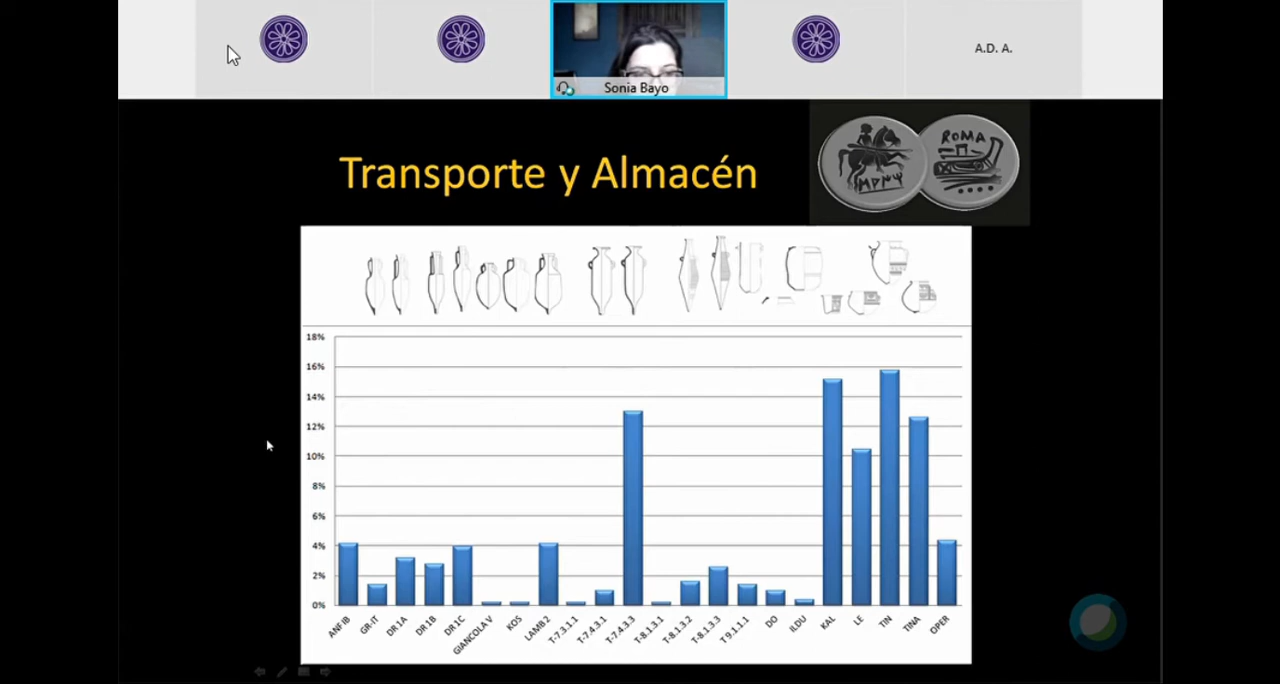 A.D. A.
Sonia Bayo
ROMA
Transporte y Almacén
18%
16%
14%
12%
10%
8%
6%
4%
2%
0%
ANF IB
GR-IT
DR 1A
DR 1B
DR 1C
GIANCOLA V
KOS
LAMB 2
T-7.3.1.1
T-7.4.3.1
T-7.4.3.3
T-8.1.3.1
T-8.1.3.2
T-8.1.3.3
T 9.1.1.1
DO
ILDU
KAL
LE
TIN
TINA
OPER